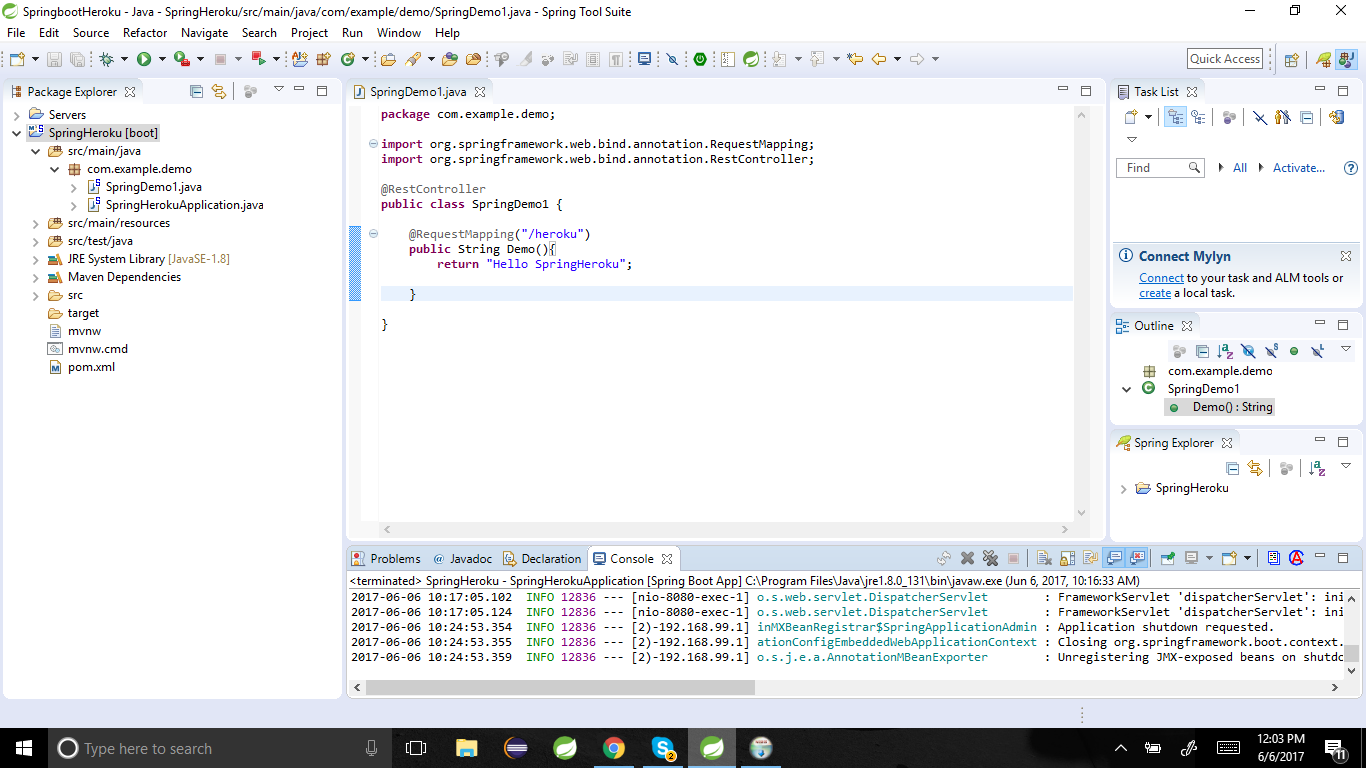 SpringbootHeroku - Java - SpringHeroku/src/main/java/com/example/demo/SpringDemo1.java - Spring Tool Suite
File Edit Source Refactor Navigate Search Project Run Window Help
Quick Access
Package Explorer
Servers
SpringHeroku [boot]
src/main/java
com.example.demo
SpringDemo1.java
SpringHerokuApplication.java
src/main/resources
src/test/java
JRE System Library [JavaSE-1.8]
Maven Dependencies
src
target
mvnw
mvnw.cmd
pom.xml
SpringDemo1.java
package com.example.demo;
import org.springframework.web.bind.annotation.RequestMapping;
import org.springframework.web.bind.annotation.RestController;
@RestController
public class SpringDemo1 {
@RequestMapping("/heroku")
public String Demo(){
return "Hello SpringHeroku";
}
}
Task List
Find All Activate...
Connect Mylyn
Connect to your task and ALM tools or
create a local task.
Outline
com.example.demo
SpringDemo1
Demo() : String
Spring Explorer
SpringHeroku
Problems @ Javadoc Declaration Console
<terminated> SpringHeroku - SpringHerokuApplication [Spring Boot App] C:\Program Files\Java\jre1.8.0_131\bin\javaw.exe (Jun 6, 2017, 10:16:33 AM)
2017-06-06 10:17:05.102 INFO 12836 --- [nio-8080-exec-1] o.s.web.servlet.DispatcherServlet : FrameworkServlet 'dispatcherServlet': ini
2017-06-06 10:17:05.124 INFO 12836 --- [nio-8080-exec-1] o.s.web.servlet.DispatcherServlet : FrameworkServlet 'dispatcherServlet': ini
2017-06-06 10:24:53.354 INFO 12836 --- [2)-192.168.99.1] inMXBeanRegistrar$SpringApplicationAdmin : Application shutdown requested.
2017-06-06 10:24:53.355 INFO 12836 --- [2)-192.168.99.1] ationConfigEmbeddedWebApplicationContext : Closing org.springframework.boot.context.
2017-06-06 10:24:53.359 INFO 12836 --- [2)-192.168.99.1] o.s.j.e.a.AnnotationMBeanExporter : Unregistering JMX-exposed beans on shutdo
Type here to search
2
12:03 PM
6/6/2017
11